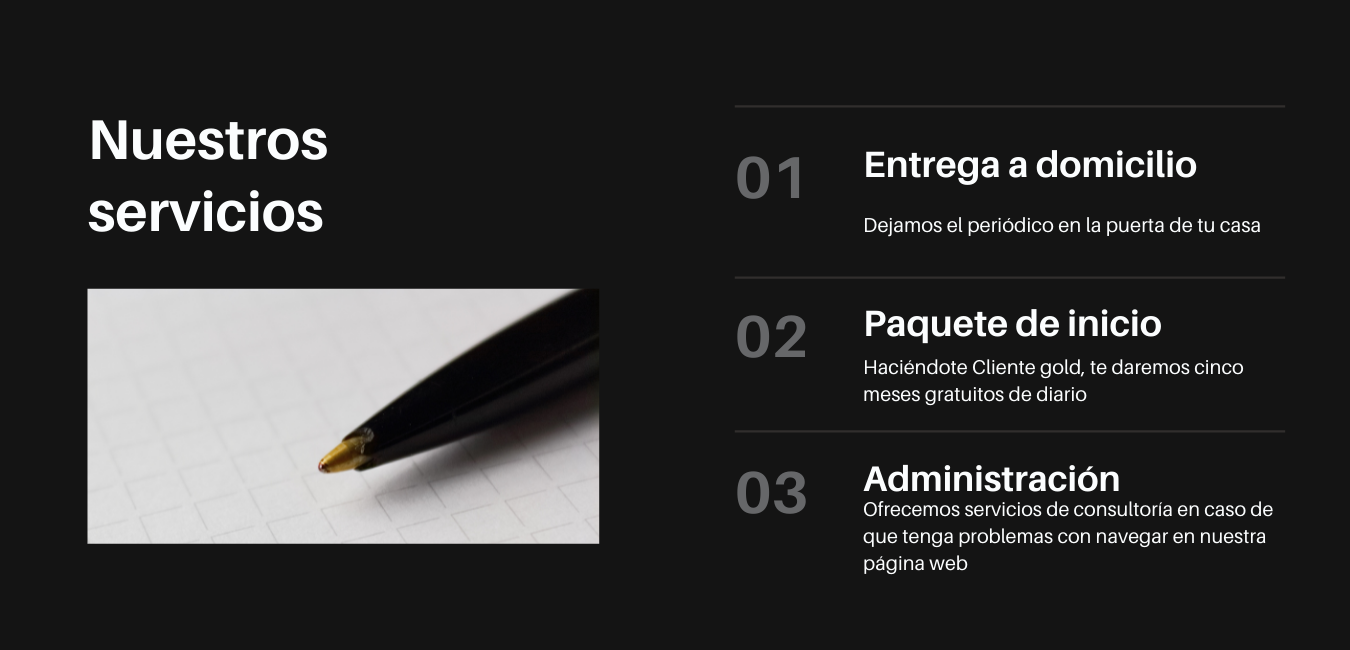 Nuestros
servicios
01
Entrega a domicilio
Dejamos el periódico en la puerta de tu casa
02
Paquete de inicio
Haciéndote Cliente gold, te daremos cinco
meses gratuitos de diario
03
Administración
Ofrecemos servicios de consultoría en caso de
que tenga problemas con navegar en nuestra
página web